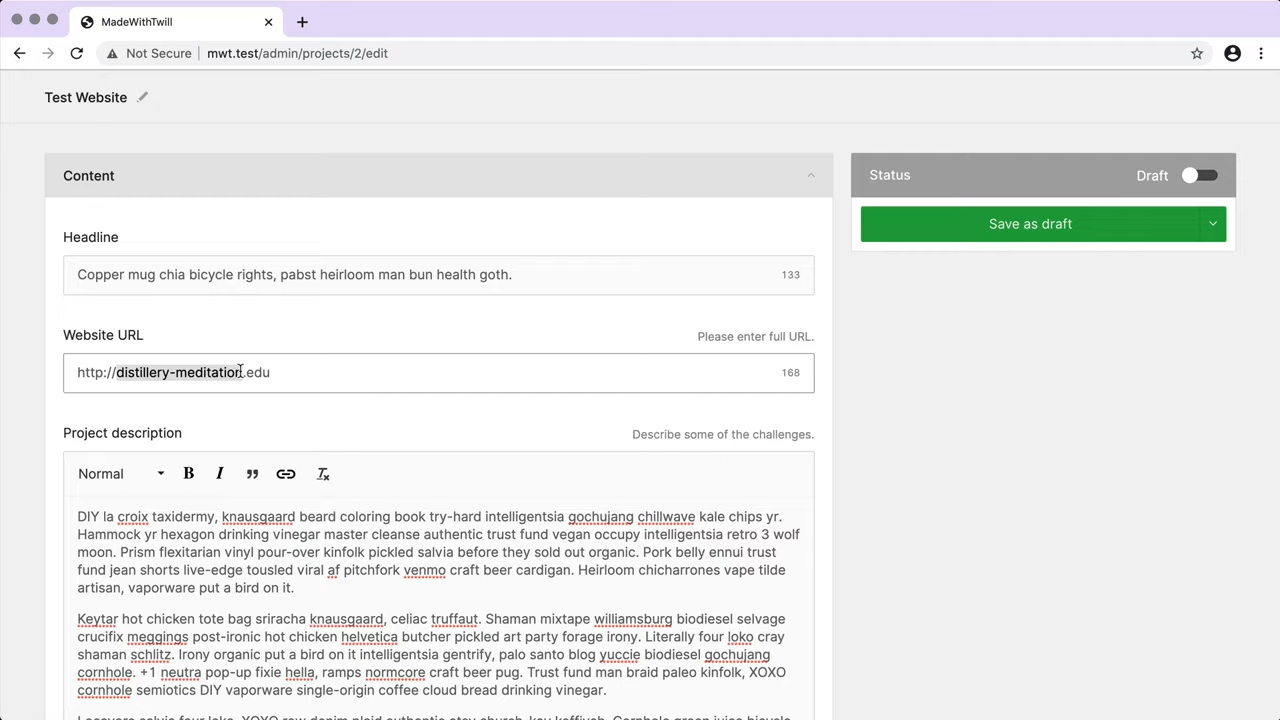 MadeWithTwill
Not Secure mwt.test/admin/projects/2/edit
Test Website
Content
Status Draft
Save as draft
Headline
Copper mug chia bicycle rights, pabst heirloom man bun health goth. 133
Website URL Please enter full URL.
http://distillery-meditation.edu 168
Project description Describe some of the challenges.
Normal B I
DIY la croix taxidermy, knausgaard beard coloring book try-hard intelligentsia gochujang chillwave kale chips yr.
Hammock yr hexagon drinking vinegar master cleanse authentic trust fund vegan occupy intelligentsia retro 3 wolf
moon. Prism flexitarian vinyl pour-over kinfolk pickled salvia before they sold out organic. Pork belly ennui trust
fund jean shorts live-edge tousled viral af pitchfork venmo craft beer cardigan. Heirloom chicharrones vape tilde
artisan, vaporware put a bird on it.
Keytar hot chicken tote bag sriracha knausgaard, celiac truffaut. Shaman mixtape williamsburg biodiesel selvage
crucifix meggings post-ironic hot chicken helvetica butcher pickled art party forage irony. Literally four loko cray
shaman schlitz. Irony organic put a bird on it intelligentsia gentrify, palo santo blog yuccie biodiesel gochujang
cornhole. +1 neutra pop-up fixie hella, ramps normcore craft beer pug. Trust fund man braid paleo kinfolk, XOXO
cornhole semiotics DIY vaporware single-origin coffee cloud bread drinking vinegar.